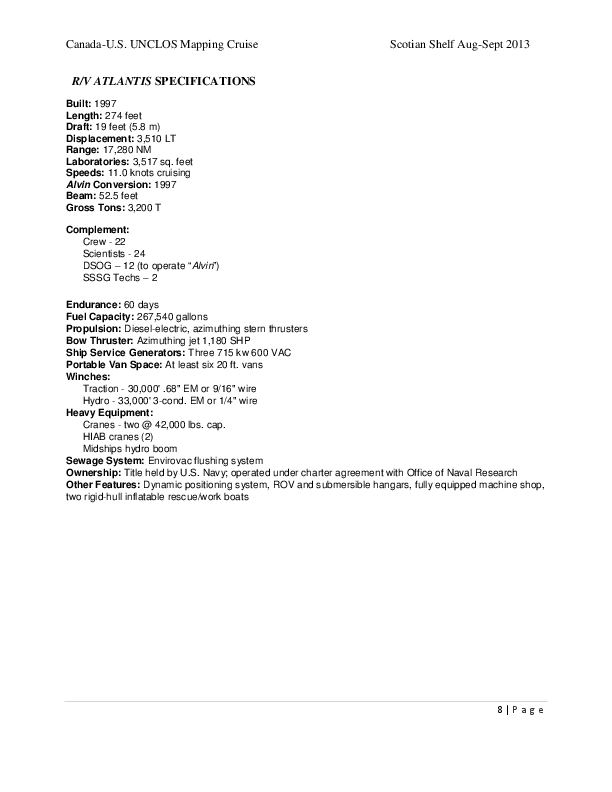 Canada-U.S. UNCLOS Mapping Cruise Scotian Shelf Aug-Sept 2013
R/V ATLANTIS SPECIFICATIONS
Built: 1997
Length: 274 feet
Draft: 19 feet (5.8 m)
Displacement: 3,510 LT
Range: 17,280 NM
Laboratories: 3,517 sq. feet
Speeds: 11.0 knots cruising
Alvin Conversion: 1997
Beam: 52.5 feet
Gross Tons: 3,200 T
Complement:
Crew - 22
Scientists - 24
DSOG – 12 (to operate “Alvin”)
SSSG Techs – 2
Endurance: 60 days
Fuel Capacity: 267,540 gallons
Propulsion: Diesel-electric, azimuthing stern thrusters
Bow Thruster: Azimuthing jet 1,180 SHP
Ship Service Generators: Three 715 kw 600 VAC
Portable Van Space: At least six 20 ft. vans
Winches:
Traction - 30,000' .68" EM or 9/16" wire
Hydro - 33,000' 3-cond. EM or 1/4" wire
Heavy Equipment:
Cranes - two @ 42,000 lbs. cap.
HIAB cranes (2)
Midships hydro boom
Sewage System: Envirovac flushing system
Ownership: Title held by U.S. Navy; operated under charter agreement with Office of Naval Research
Other Features: Dynamic positioning system, ROV and submersible hangars, fully equipped machine shop,
two rigid-hull inflatable rescue/work boats
8 | P a g e